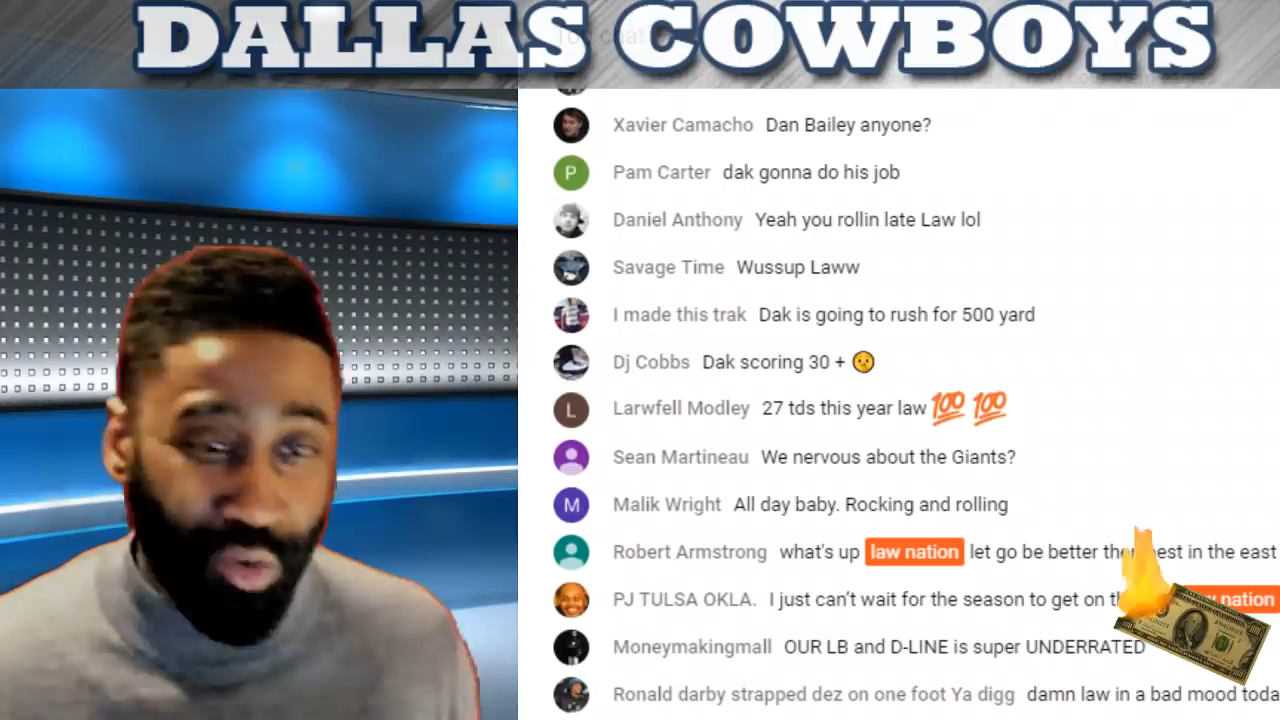 DALLAS COWBOYS
Top chat
Xavier Camacho Dan Bailey anyone?
P Pam Carter dak gonna do his job
Daniel Anthony Yeah you rollin late Law lol
Savage Time Wussup Laww
I made this trak Dak is going to rush for 500 yard
Dj Cobbs Dak scoring 30 +
L Larwfell Modley 27 tds this year law 💯 💯
Sean Martineau We nervous about the Giants?
M Malik Wright All day baby. Rocking and rolling
Robert Armstrong what's up law nation let go be better in the east
PJ TULSA OKLA. I just can't wait for the season to get on nation
Moneymakingmall OUR LB and D-LINE is super UNDERRATED
Ronald darby strapped dez on one foot Ya digg damn law in a bad mood toda